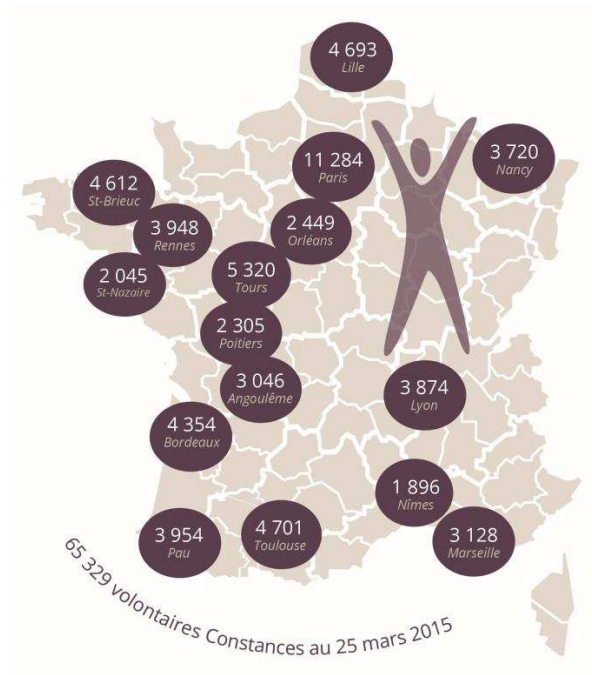 4 693
Lille
11 284
Paris
3 720
Nancy
4 612
St-Brieuc
3 948
Rennes
2 449
Orléans
2 045
St-Nazaire
5 320
Tours
2 305
Poitiers
3 046
Angoulême
3 874
Lyon
4 354
Bordeaux
1 896
Nîmes
3 954
Pau
4 701
Toulouse
3 128
Marseille
65 329 volontaires Constances au 25 mars 2015